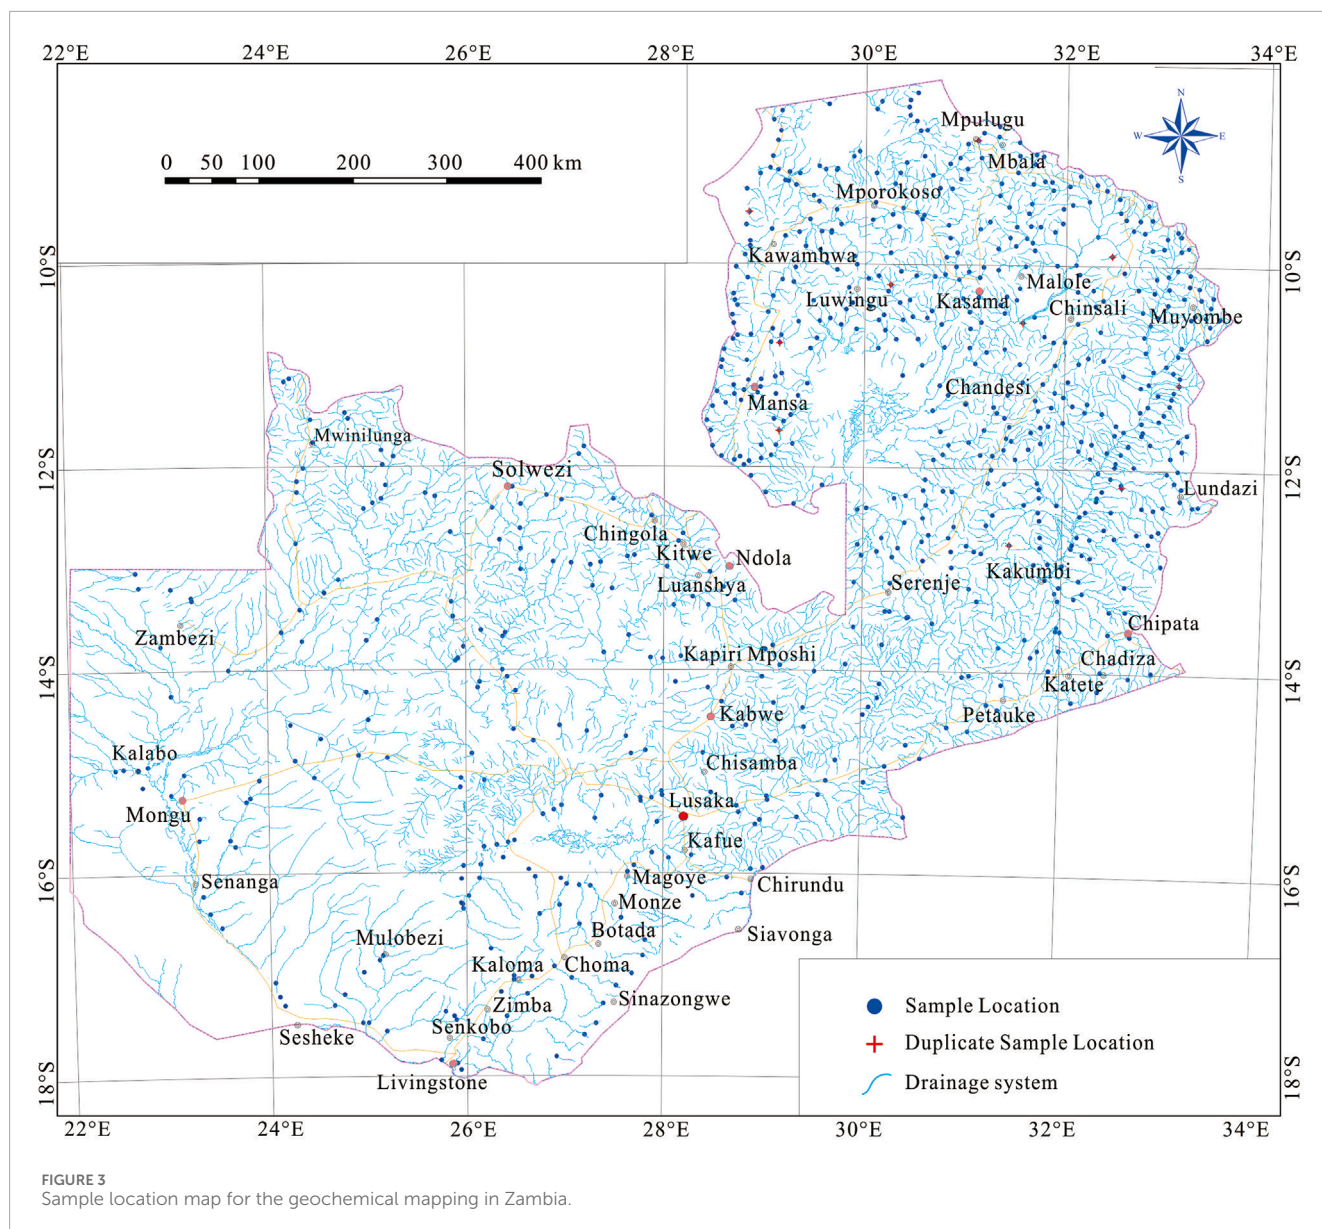 22°E 24°E 26°E 28°E 30°E 32°E 34°E
N
W E
S
0 50 100 200 300 400 km
Mpulugu
Mbala
Mporokoso
Kawambwa
10°S 10°S
Luwingu
Kasama
Malole
Chinsali
Muyombe
Chandesi
Mansa
Mwinilunga
12°S 12°S
Solwezi
Lundazi
Chingola
Kitwe
Ndola
Luanshya
Serenje
Kakumbi
Zambezi
Chipata
Kapiri Mposhi
Chadiza
14°S 14°S
Katete
Kabwe
Petauke
Kalabo
Chisamba
Mongu
Lusaka
Kafue
16°S 16°S
Senanga
Magoye
Chirundu
Monze
Botada
Siavonga
Mulobezi
Kaloma
Choma
Zimba
Sinazongwe
Senkobo
Sesheke
Livingstone
18°S 18°S
Sample Location
Duplicate Sample Location
Drainage system
22°E 24°E 26°E 28°E 30°E 32°E 34°E
FIGURE 3
Sample location map for the geochemical mapping in Zambia.